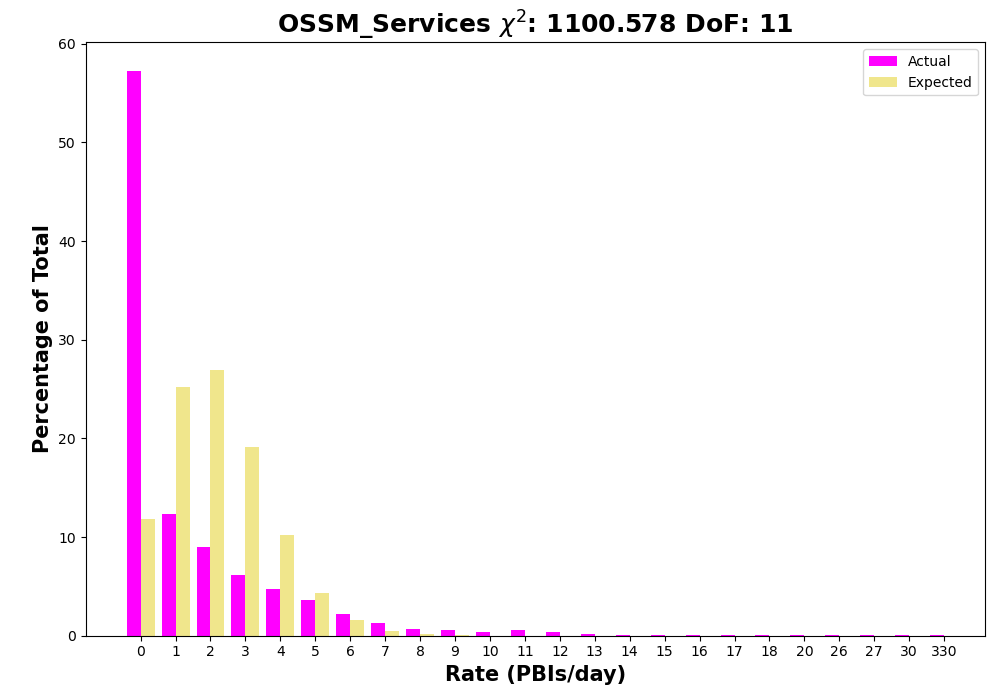 OSSM_Services χ²: 1100.578 DoF: 11
Actual
Expected
60
50
40
30
20
10
0
Percentage of Total
0 1 2 3 4 5 6 7 8 9 10 11 12 13 14 15 16 17 18 20 26 27 30 330
Rate (PBIs/day)